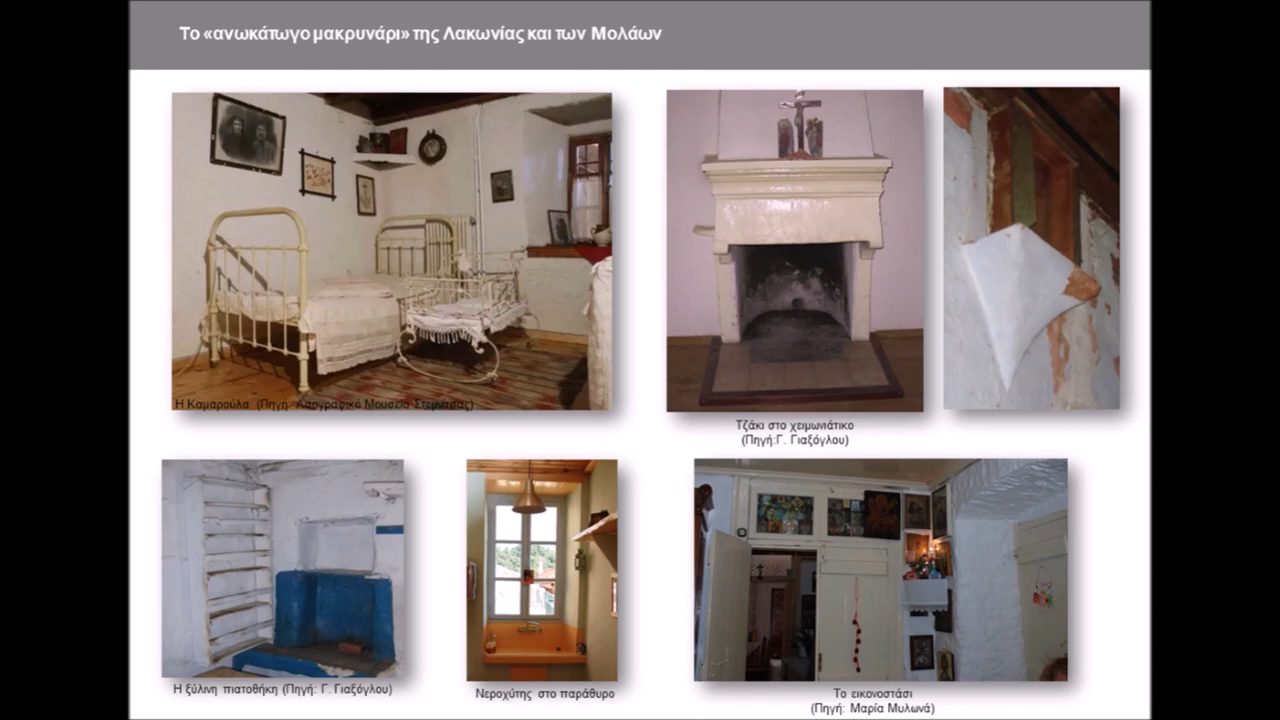 Το «ανωκάτωγο μακρυνάρι» της Λακωνίας και των Μολάων
Η Καμαρούλα (Πηγή: Λαογραφικό Μουσείο Στεμνίτσας)
Τζάκι στο χειμωνιάτικο
(Πηγή:Γ. Γιαξόγλου)
Η ξύλινη πιατοθήκη (Πηγή: Γ. Γιαξόγλου)
Νεροχύτης στο παράθυρο
Το εικονοστάσι
(Πηγή: Μαρία Μυλωνά)